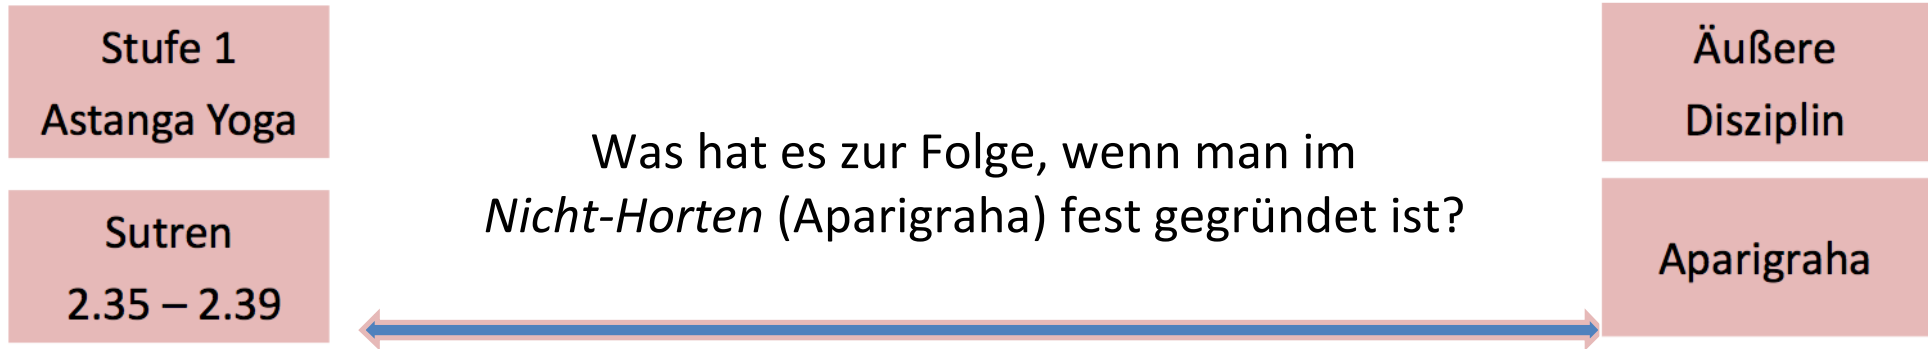 Stufe 1
Astanga Yoga
Sutren
2.35 – 2.39
Was hat es zur Folge, wenn man im
Nicht-Horten (Aparigraha) fest gegründet ist?
Äußere
Disziplin
Aparigraha